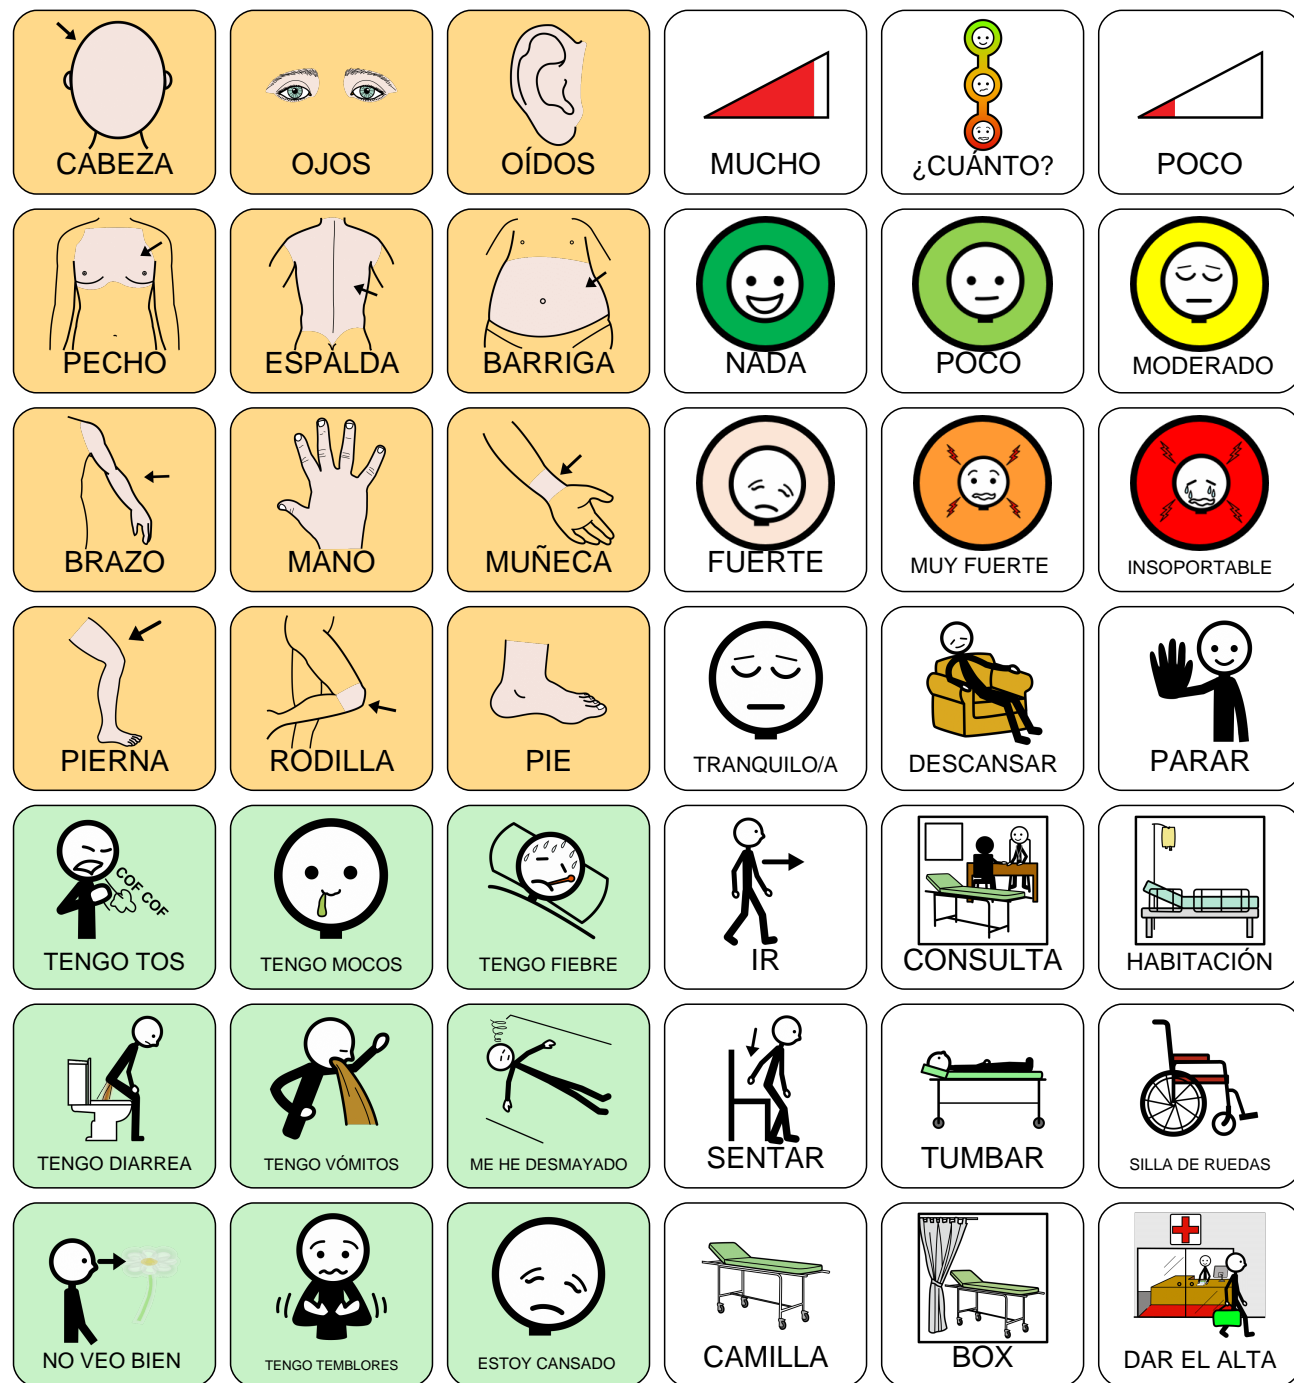 CABEZA
OJOS
OÍDOS
MUCHO
¿CUÁNTO?
POCO
PECHO
ESPALDA
BARRIGA
NADA
POCO
MODERADO
BRAZO
MANO
MUÑECA
FUERTE
MUY FUERTE
INSOPORTABLE
PIERNA
RODILLA
PIE
TRANQUILO/A
DESCANSAR
PARAR
COF COF
TENGO TOS
TENGO MOCOS
TENGO FIEBRE
IR
CONSULTA
HABITACIÓN
TENGO DIARREA
TENGO VÓMITOS
ME HE DESMAYADO
SENTAR
TUMBAR
SILLA DE RUEDAS
NO VEO BIEN
TENGO TEMBLORES
ESTOY CANSADO
CAMILLA
BOX
DAR EL ALTA